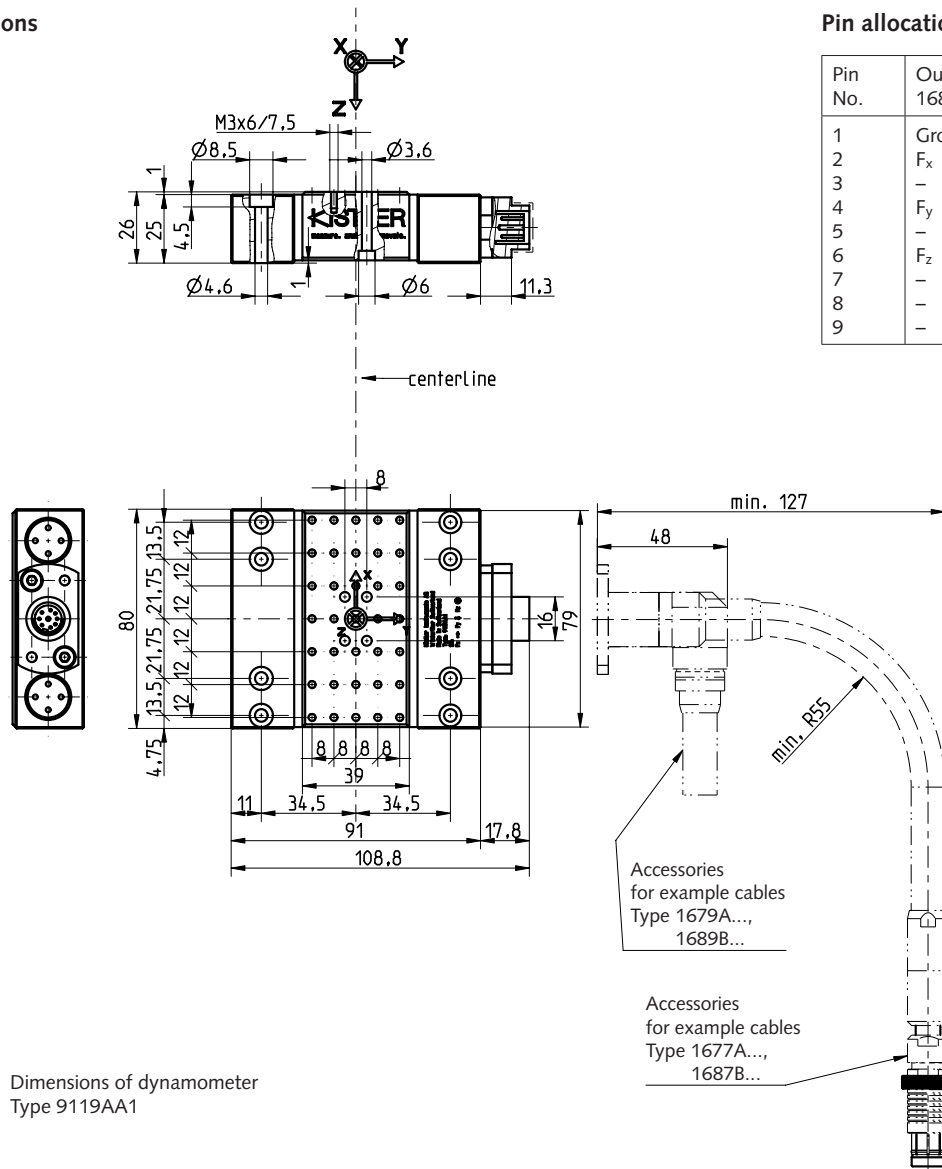 ons
Pin allocatio
Pin No.
Ou 168
1 Gro
2 Fx
3 –
4 Fy
5 –
6 Fz
7 –
8 –
9 –
X
Y
Z
M3x6/7,5
Ø8,5
Ø3,6
1
26
25
4,5
Ø4,6
1
Ø6
11,3
centerline
8
min. 127
48
80
13,5
21,75
21,75
13,5
4,75
12
12
12
12
12
12
X
Z
16
79
min. R55
8 8 8 8
39
11
34,5
34,5
91
17,8
108,8
Accessories
for example cables
Type 1679A...,
1689B...
Accessories
for example cables
Type 1677A...,
1687B...
Dimensions of dynamometer
Type 9119AA1